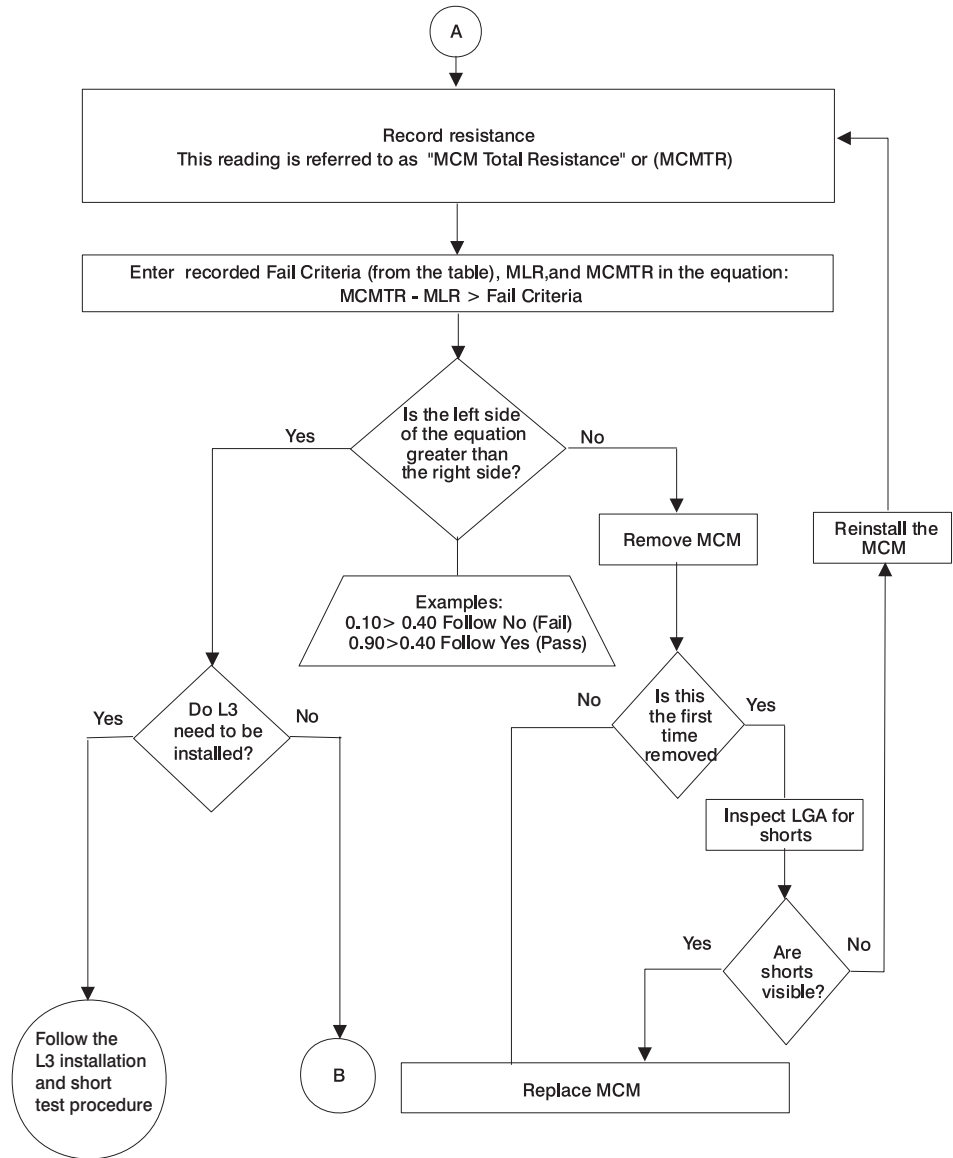 A
Record resistance
This reading is referred to as "MCM Total Resistance" or (MCMTR)
Enter recorded Fail Criteria (from the table), MLR,and MCMTR in the equation:
MCMTR - MLR > Fail Criteria
Is the left side
of the equation
greater than
the right side?
Yes
No
Remove MCM
Reinstall the
MCM
Examples:
0.10> 0.40 Follow No (Fail)
0.90>0.40 Follow Yes (Pass)
Do L3
need to be
installed?
Yes
No
Is this
the first
time
removed
No
Yes
Inspect LGA for
shorts
Are
shorts
visible?
Yes
No
Follow the
L3 installation
and short
test procedure
B
Replace MCM